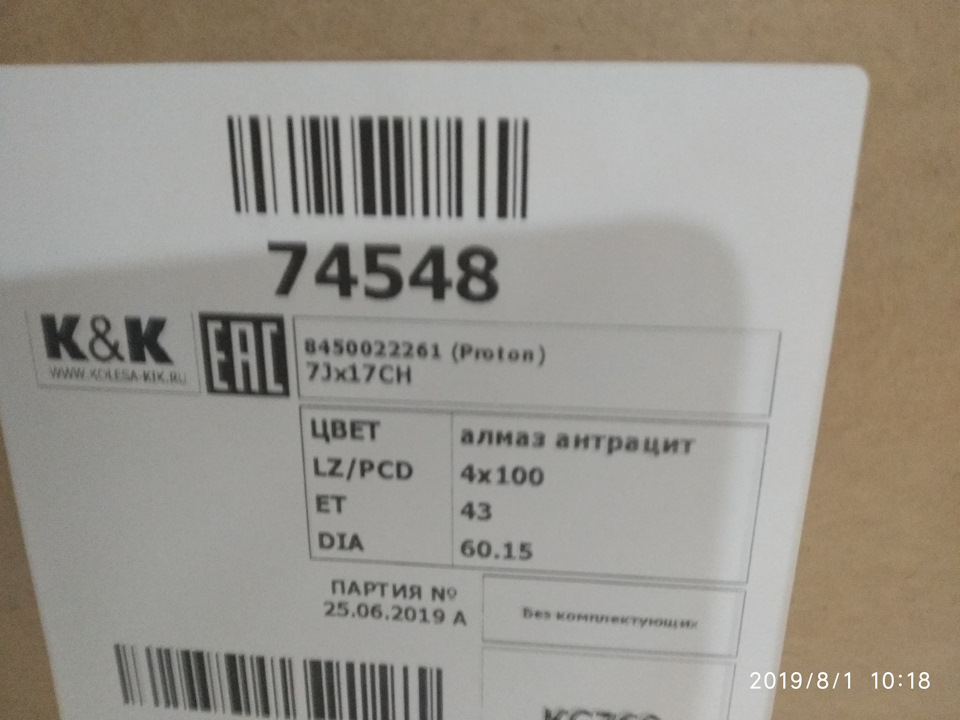 74548
K&K
WWW.KOLESA-KIK.RU
EAC
8450022261 (Proton)
7Jx17CH
ЦВЕТ алмаз антрацит
LZ/PCD 4x100
ET 43
DIA 60.15
ПАРТИЯ №
25.06.2019 A
Без комплектующих
2019/8/1 10:18